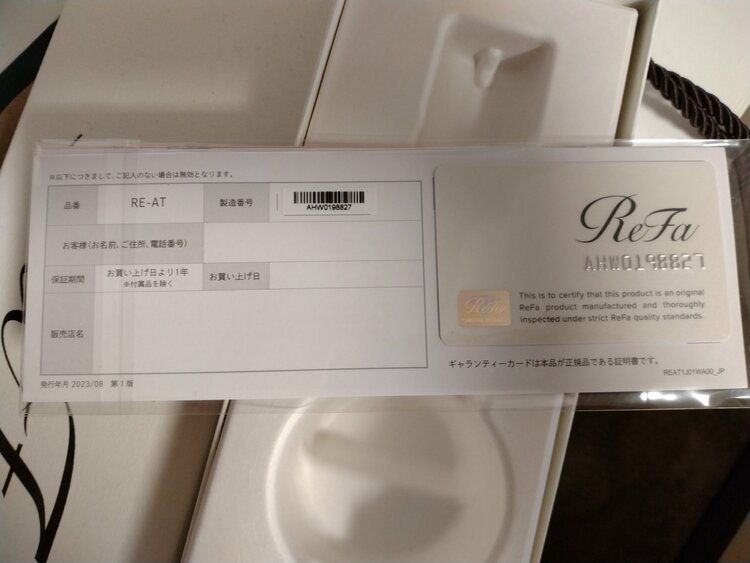 ※以下につきまして、ご記入のない場合は無効となります。
品番 RE-AT 製造番号 AHW0198827
お客様(お名前、ご住所、電話番号)
保証期間 お買い上げ日より1年 お買い上げ日
※付属品を除く
販売店名
発行年月 2023/08 第1版
ReFa
AHW0198827
ReFa
This is to certify that this product is an original
ReFa product manufactured and thoroughly
inspected under strict ReFa quality standards.
ギャランティーカードは本品が正規品である証明書です。
REAT1J01WA00_JP